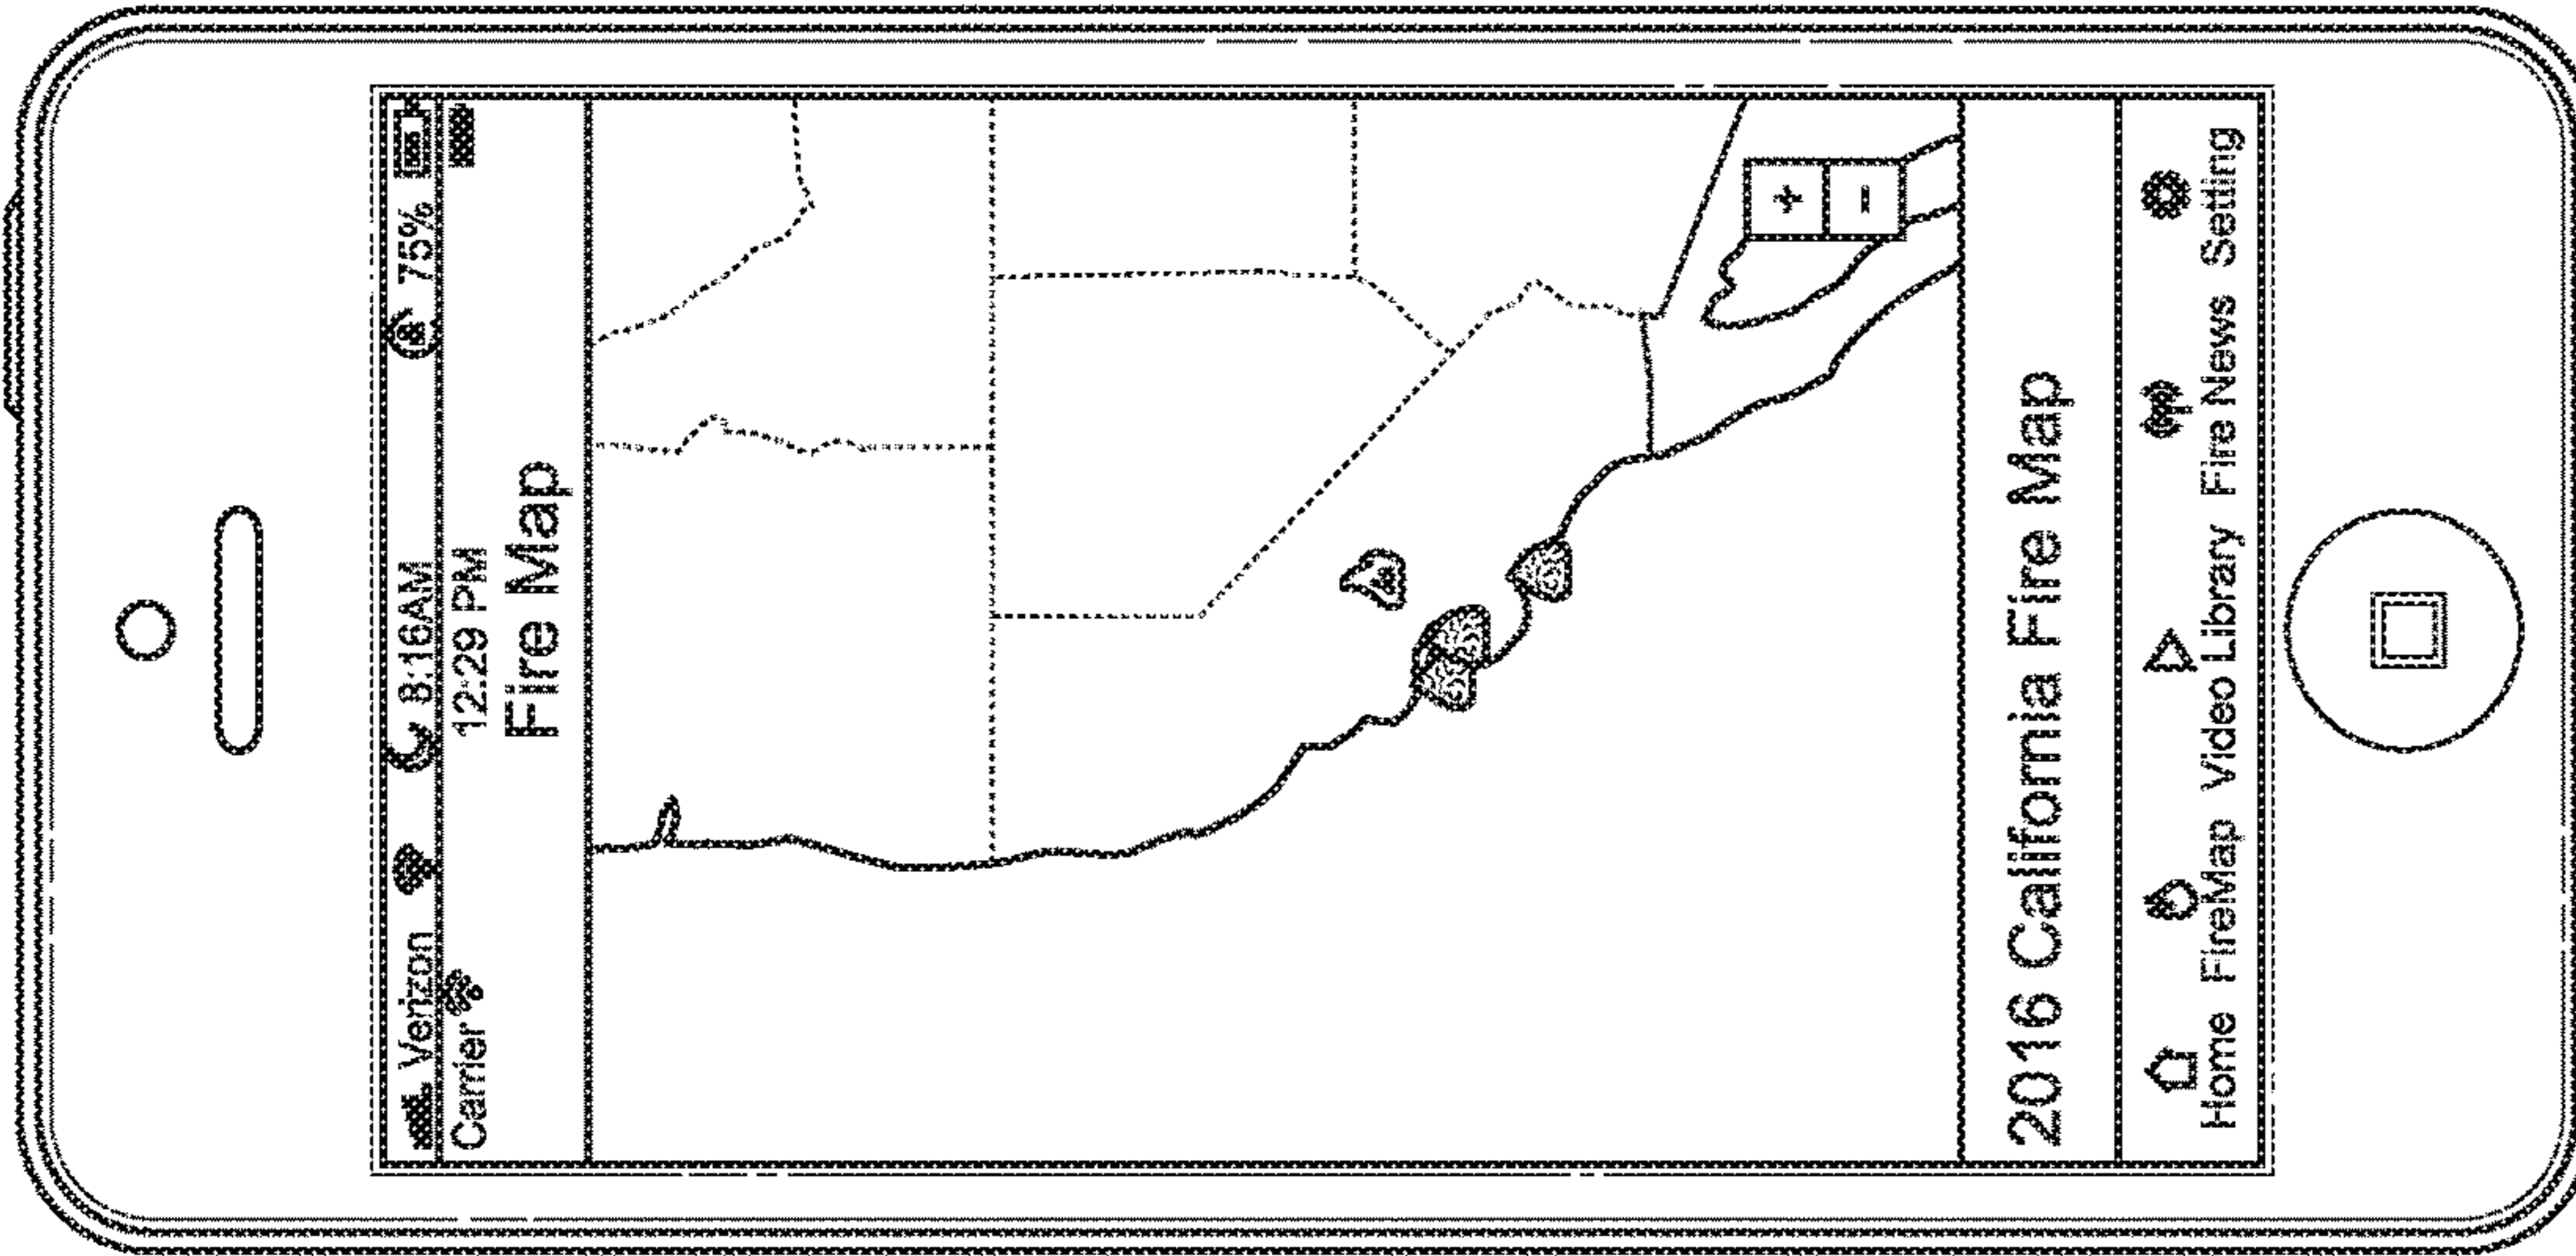 Verizon 8:16AM 75%
Carrier 12:29 PM
Fire Map
+
−
2016 California Fire Map
Home FireMap Video Library Fire News Setting